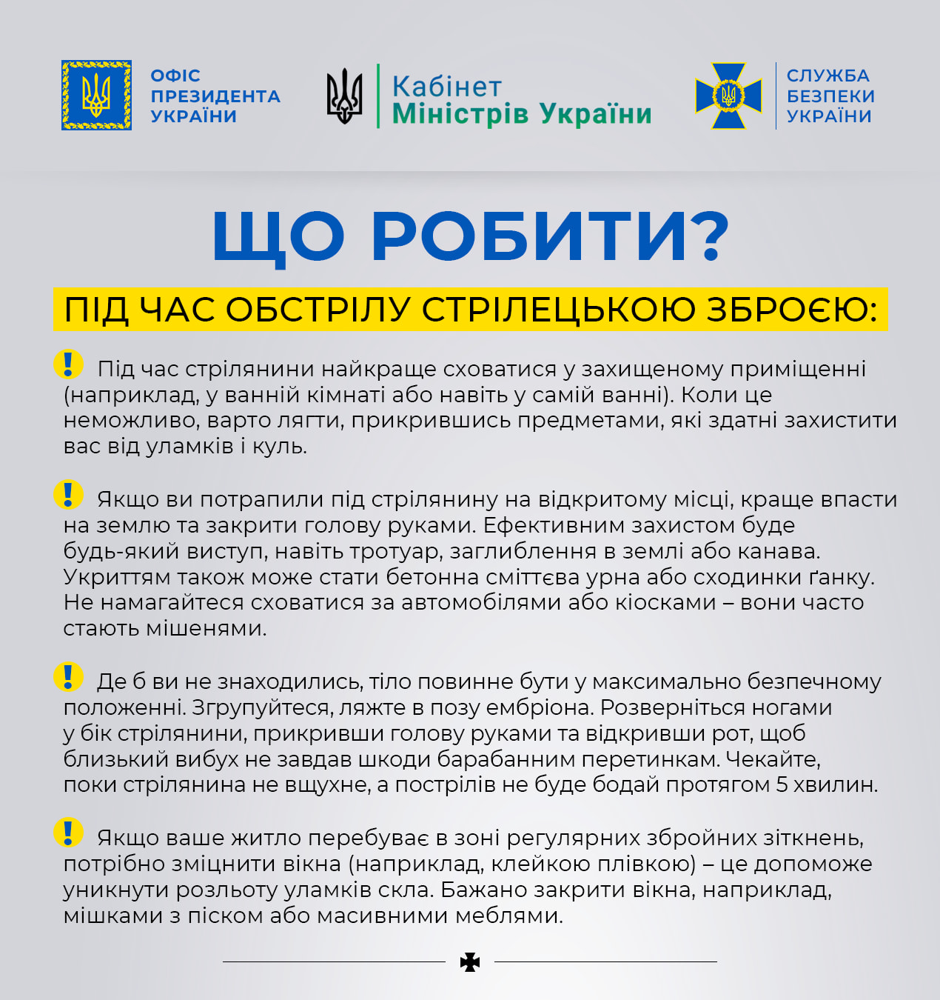 ОФІС
ПРЕЗИДЕНТА
УКРАЇНИ
Кабінет
Міністрів України
СЛУЖБА
БЕЗПЕКИ
УКРАЇНИ
ЩО РОБИТИ?
ПІД ЧАС ОБСТРІЛУ СТРІЛЕЦЬКОЮ ЗБРОЄЮ:
! Під час стрілянини найкраще сховатися у захищеному приміщенні
(наприклад, у ванній кімнаті або навіть у самій ванні). Коли це
неможливо, варто лягти, прикрившись предметами, які здатні захистити
вас від уламків і куль.
! Якщо ви потрапили під стрілянину на відкритому місці, краще впасти
на землю та закрити голову руками. Ефективним захистом буде
будь-який виступ, навіть тротуар, заглиблення в землі або канава.
Укриттям також може стати бетонна сміттєва урна або сходинки ґанку.
Не намагайтеся сховатися за автомобілями або кіосками – вони часто
стають мішенями.
! Де б ви не знаходились, тіло повинне бути у максимально безпечному
положенні. Згрупуйтеся, ляжте в позу ембріона. Розверніться ногами
у бік стрілянини, прикривши голову руками та відкривши рот, щоб
близький вибух не завдав шкоди барабанним перетинкам. Чекайте,
поки стрілянина не вщухне, а пострілів не буде бодай протягом 5 хвилин.
! Якщо ваше житло перебуває в зоні регулярних збройних зіткнень,
потрібно зміцнити вікна (наприклад, клейкою плівкою) – це допоможе
уникнути розльоту уламків скла. Бажано закрити вікна, наприклад,
мішками з піском або масивними меблями.